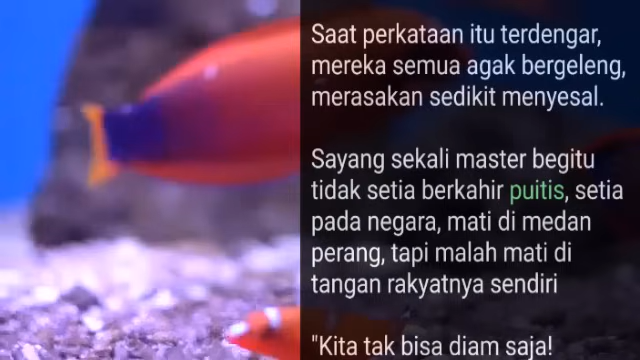 Saat perkataan itu terdengar,
mereka semua agak bergeleng,
merasakan sedikit menyesal.
Sayang sekali master begitu
tidak setia berkahir puitis, setia
pada negara, mati di medan
perang, tapi malah mati di
tangan rakyatnya sendiri
"Kita tak bisa diam saja!